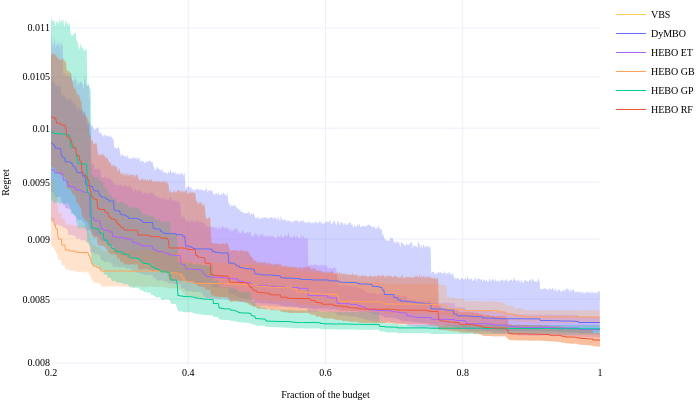 0.011
0.0105
0.01
0.0095
0.009
0.0085
0.008
Regret
0.2
0.4
0.6
0.8
1
Fraction of the budget
VBS
DyMBO
HEBO ET
HEBO GB
HEBO GP
HEBO RF